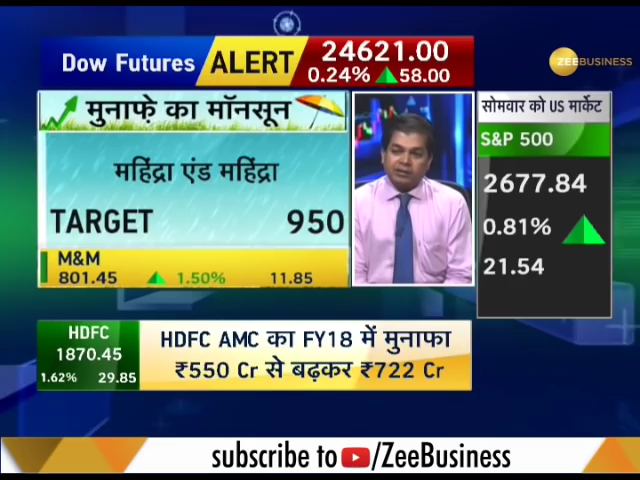 Dow Futures
ALERT
24621.00
0.24% 58.00
ZEEBUSINESS
मुनाफ़े का मॉनसून
महिंद्रा एंड महिंद्रा
TARGET 950
M&M
801.45 1.50% 11.85
सोमवार को US मार्केट
S&P 500
2677.84
0.81%
21.54
HDFC
1870.45
1.62% 29.85
HDFC AMC का FY18 में मुनाफा
₹550 Cr से बढ़कर ₹722 Cr
subscribe to /ZeeBusiness